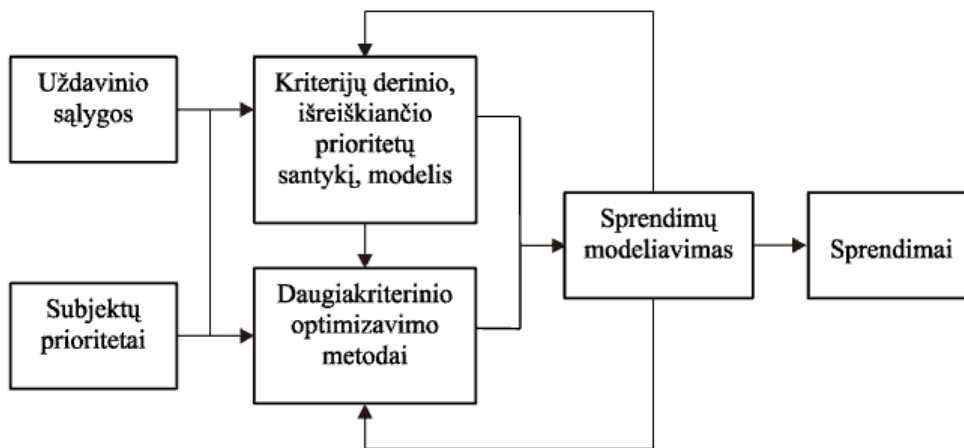 Uždavinio
sąlygos
Kriterijų derinio,
išreiškiančio
prioritetų
santykį, modelis
Subjektų
prioritetai
Daugiakriterinio
optimizavimo
metodai
Sprendimų
modeliavimas
Sprendimai